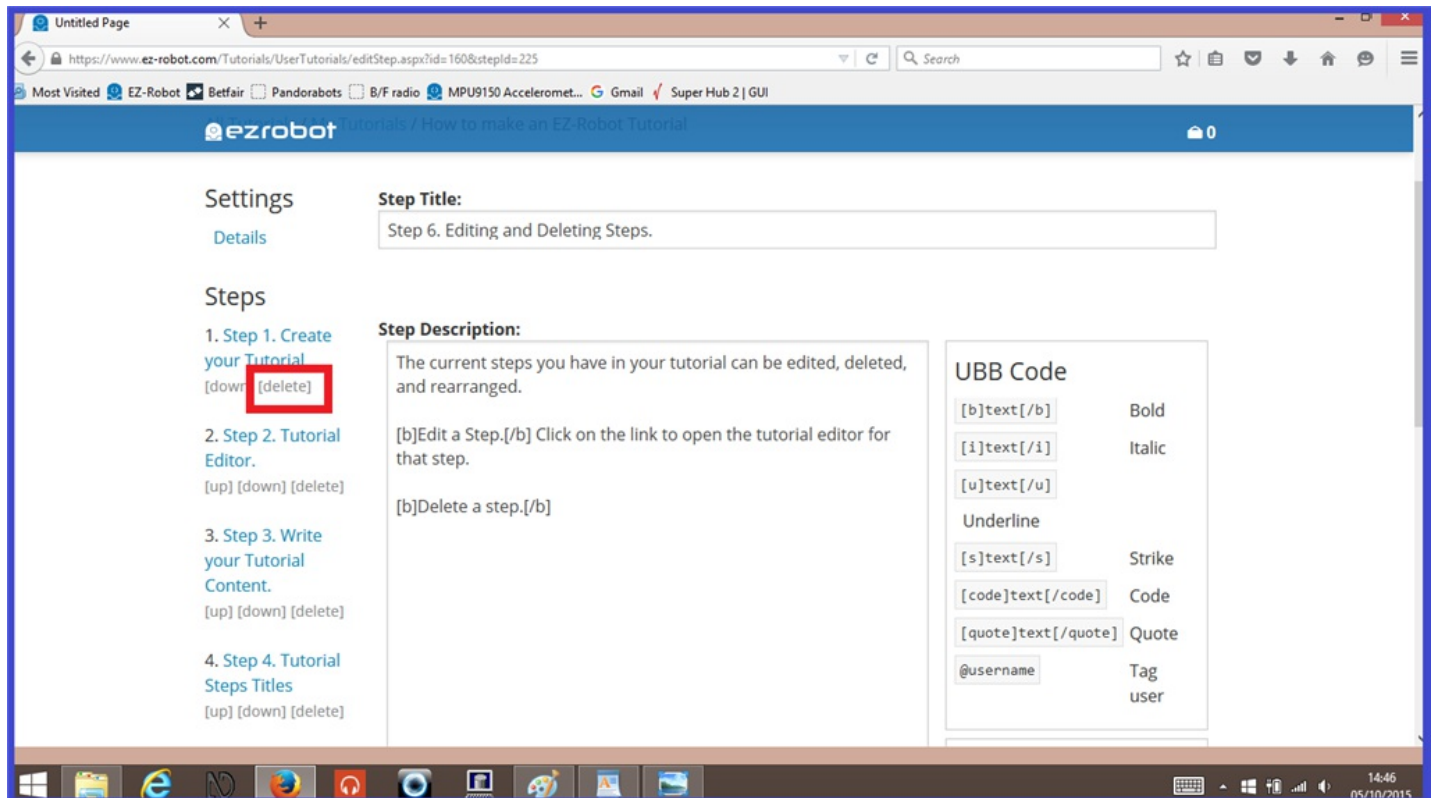 Untitled Page
https://www.ez-robot.com/Tutorials/UserTutorials/editStep.aspx?id=160&stepId=225
Search
Most Visited EZ-Robot Betfair Pandorabots B/F radio MPU9150 Acceleromet... Gmail Super Hub 2 | GUI
ezrobot
All Tutorials / My Tutorials / How to make an EZ-Robot Tutorial
0
Settings
Details
Steps
1. Step 1. Create
your Tutorial
[down] [delete]
2. Step 2. Tutorial
Editor.
[up] [down] [delete]
3. Step 3. Write
your Tutorial
Content.
[up] [down] [delete]
4. Step 4. Tutorial
Steps Titles
[up] [down] [delete]
Step Title:
Step 6. Editing and Deleting Steps.
Step Description:
The current steps you have in your tutorial can be edited, deleted,
and rearranged.
[b]Edit a Step.[/b] Click on the link to open the tutorial editor for
that step.
[b]Delete a step.[/b]
UBB Code
[b]text[/b] Bold
[i]text[/i] Italic
[u]text[/u]
Underline
[s]text[/s] Strike
[code]text[/code] Code
[quote]text[/quote] Quote
@username Tag
user
14:46
05/10/2015